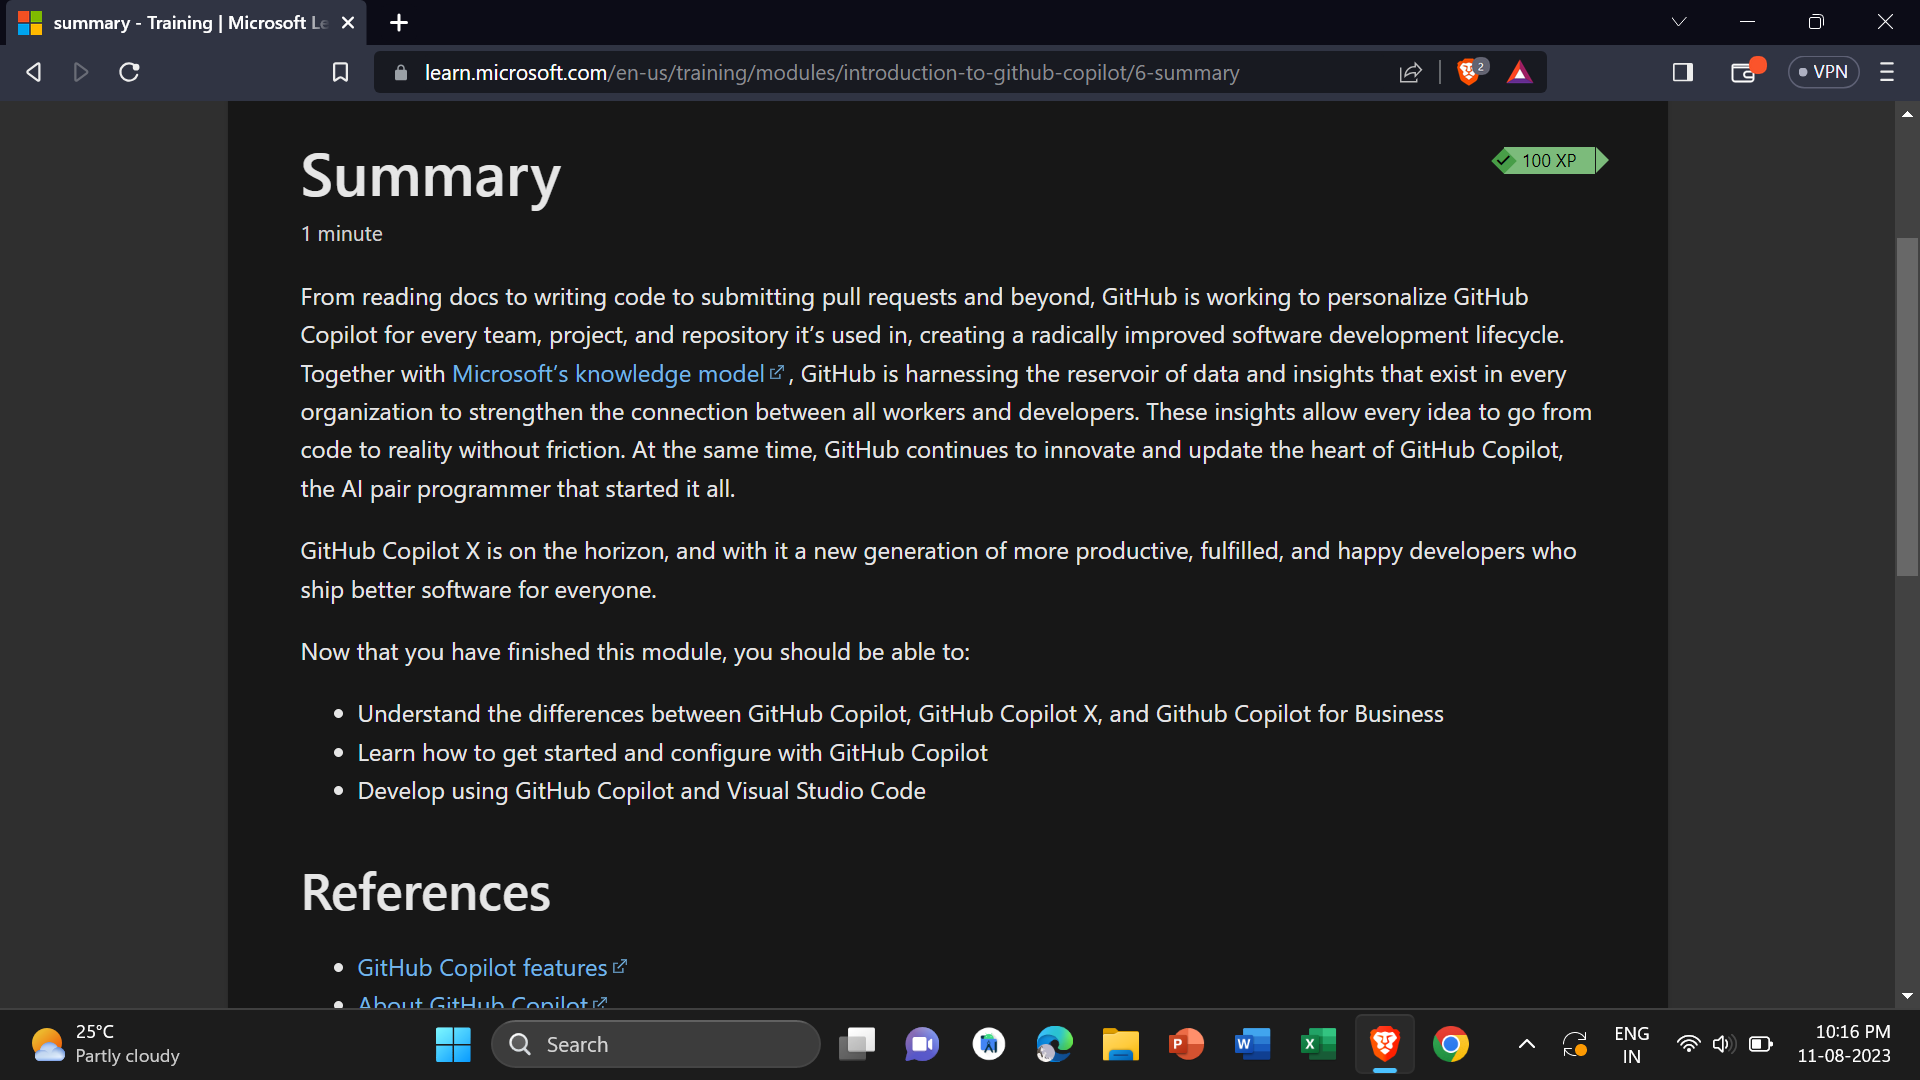 summary - Training | Microsoft Le
learn.microsoft.com/en-us/training/modules/introduction-to-github-copilot/6-summary
2
VPN
Summary
100 XP
1 minute
From reading docs to writing code to submitting pull requests and beyond, GitHub is working to personalize GitHub
Copilot for every team, project, and repository it’s used in, creating a radically improved software development lifecycle.
Together with Microsoft’s knowledge model , GitHub is harnessing the reservoir of data and insights that exist in every
organization to strengthen the connection between all workers and developers. These insights allow every idea to go from
code to reality without friction. At the same time, GitHub continues to innovate and update the heart of GitHub Copilot,
the AI pair programmer that started it all.
GitHub Copilot X is on the horizon, and with it a new generation of more productive, fulfilled, and happy developers who
ship better software for everyone.
Now that you have finished this module, you should be able to:
• Understand the differences between GitHub Copilot, GitHub Copilot X, and Github Copilot for Business
• Learn how to get started and configure with GitHub Copilot
• Develop using GitHub Copilot and Visual Studio Code
References
• GitHub Copilot features
• About GitHub Copilot
25°C
Partly cloudy
Search
P
W
X
ENG
IN
10:16 PM
11-08-2023